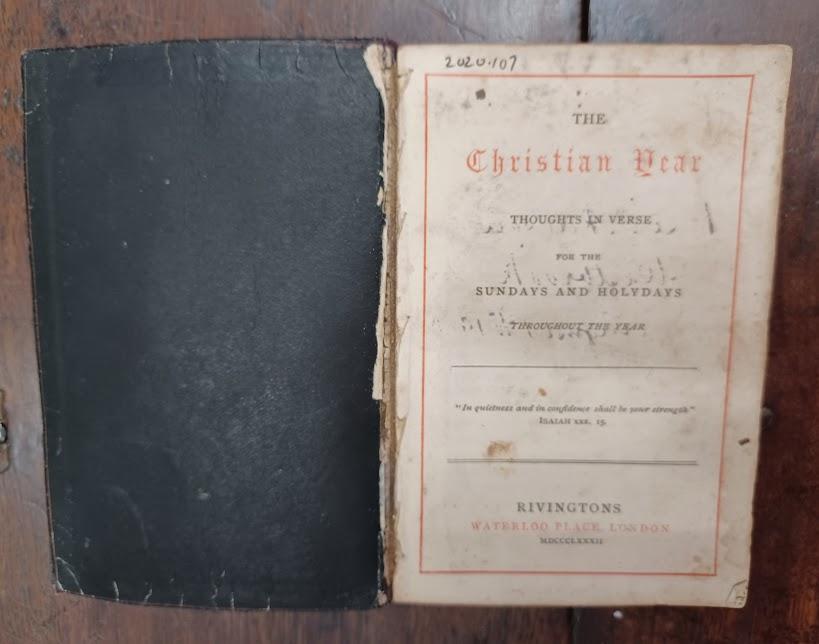 2020.107
THE
Christian Year
THOUGHTS IN VERSE
FOR THE
SUNDAYS AND HOLYDAYS
THROUGHOUT THE YEAR
"In quietness and in confidence shall be your strength"
ISAIAH xxx. 15.
RIVINGTONS
WATERLOO PLACE, LONDON
MDCCCLXXXII